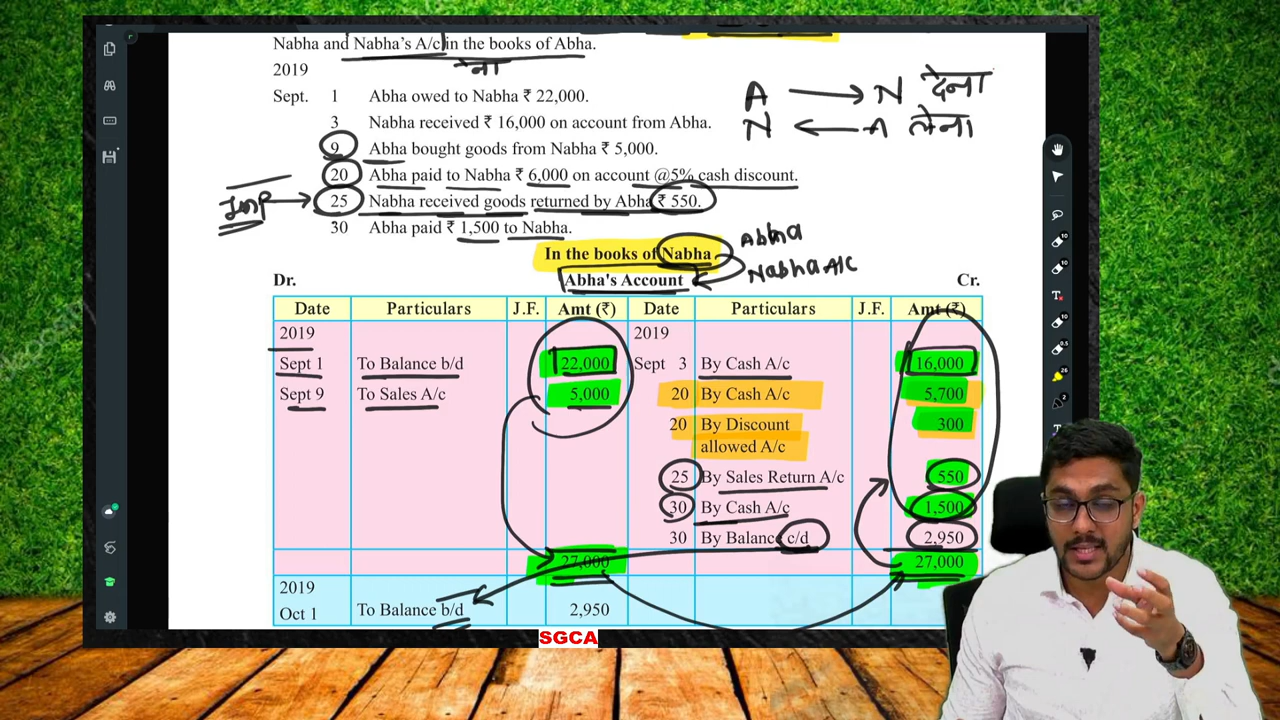 Nabha and Nabha's A/c in the books of Abha.
2019
Sept. 1 Abha owed to Nabha ₹ 22,000.
3 Nabha received ₹ 16,000 on account from Abha.
9 Abha bought goods from Nabha ₹ 5,000.
20 Abha paid to Nabha ₹ 6,000 on account @5% cash discount.
25 Nabha received goods returned by Abha ₹ 550.
30 Abha paid ₹ 1,500 to Nabha.
A → N देना
N ← A लेना
Imp →
In the books of Nabha
Abha
Nabha A/C
Dr. Abha's Account Cr.
Date Particulars J.F. Amt (₹) Date Particulars J.F. Amt (₹)
2019 2019
Sept 1 To Balance b/d 22,000 Sept 3 By Cash A/c 16,000
Sept 9 To Sales A/c 5,000 20 By Cash A/c 5,700
20 By Discount 300
allowed A/c
25 By Sales Return A/c 550
30 By Cash A/c 1,500
30 By Balance c/d 2,950
27,000 27,000
2019
Oct 1 To Balance b/d 2,950
SGCA